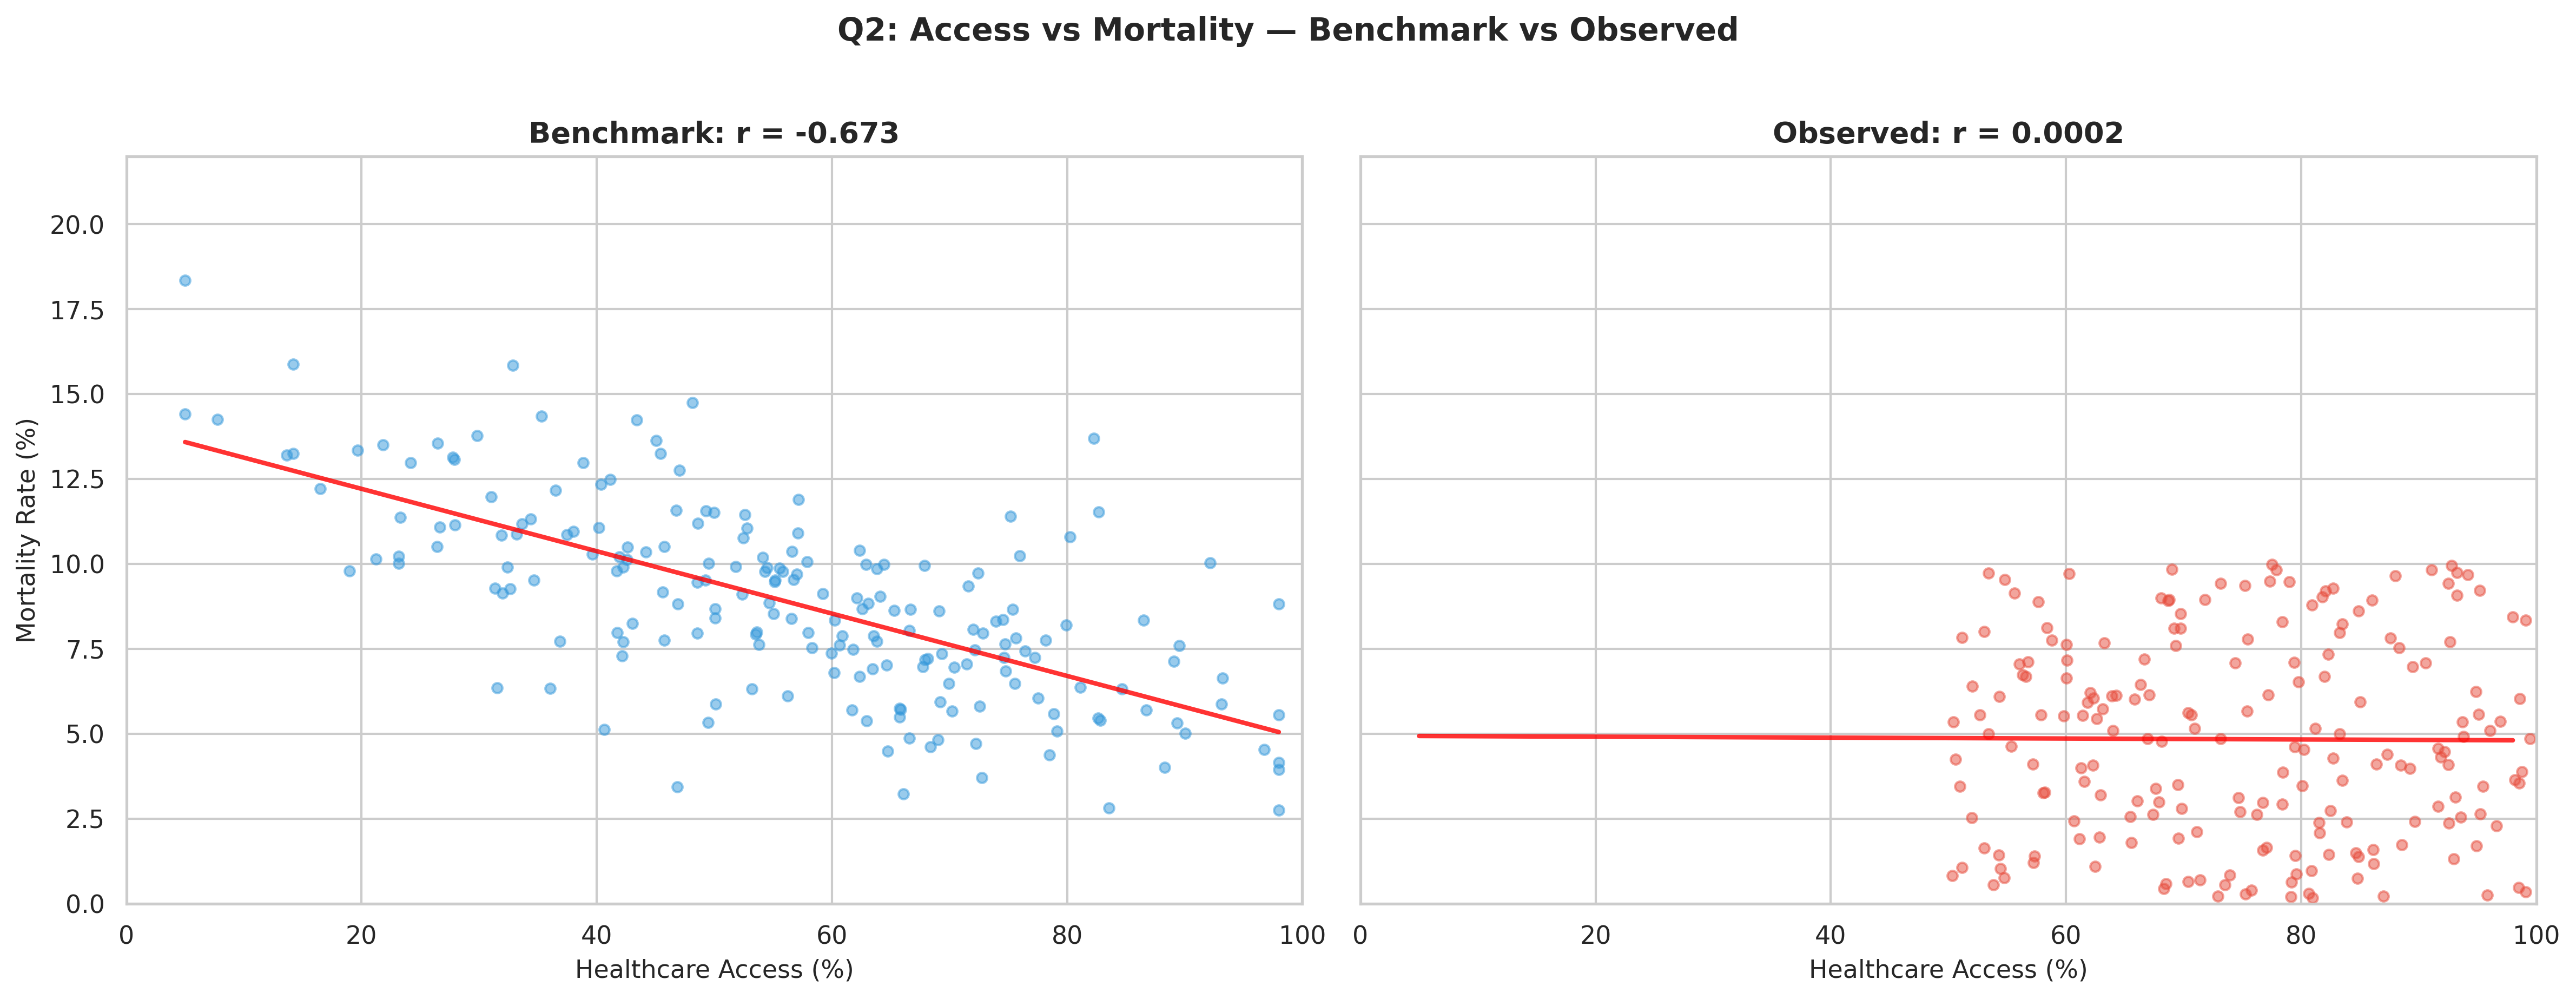 Q2: Access vs Mortality — Benchmark vs Observed
Benchmark: r = -0.673
Observed: r = 0.0002
Mortality Rate (%)
20.0
17.5
15.0
12.5
10.0
7.5
5.0
2.5
0.0
0 20 40 60 80 100
0 20 40 60 80 100
Healthcare Access (%)
Healthcare Access (%)